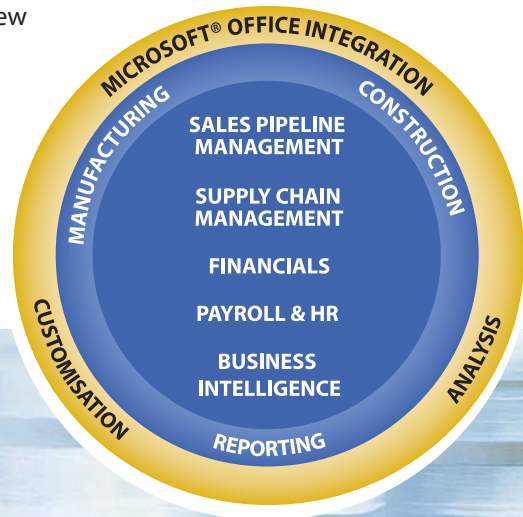 ew
MICROSOFT® OFFICE INTEGRATION
MANUFACTURING
CONSTRUCTION
SALES PIPELINE
MANAGEMENT
SUPPLY CHAIN
MANAGEMENT
FINANCIALS
PAYROLL & HR
BUSINESS
INTELLIGENCE
CUSTOMISATION
ANALYSIS
REPORTING